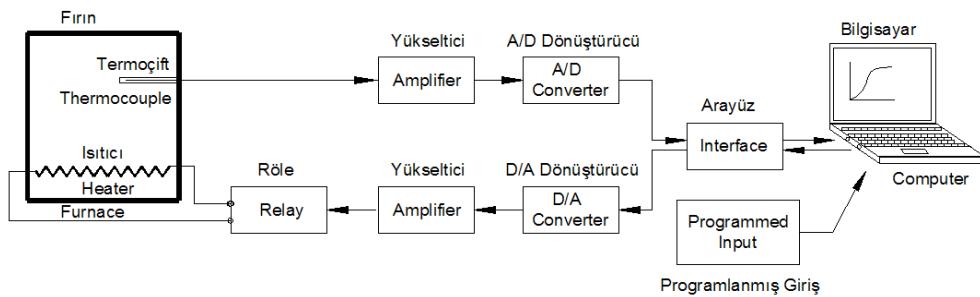 Fırın
Termoçift
Thermocouple
Isıtıcı
Heater
Furnace
Yükseltici
Amplifier
A/D Dönüştürücü
A/D
Converter
Arayüz
Interface
Bilgisayar
Computer
Röle
Relay
Yükseltici
Amplifier
D/A Dönüştürücü
D/A
Converter
Programmed
Input
Programlanmış Giriş